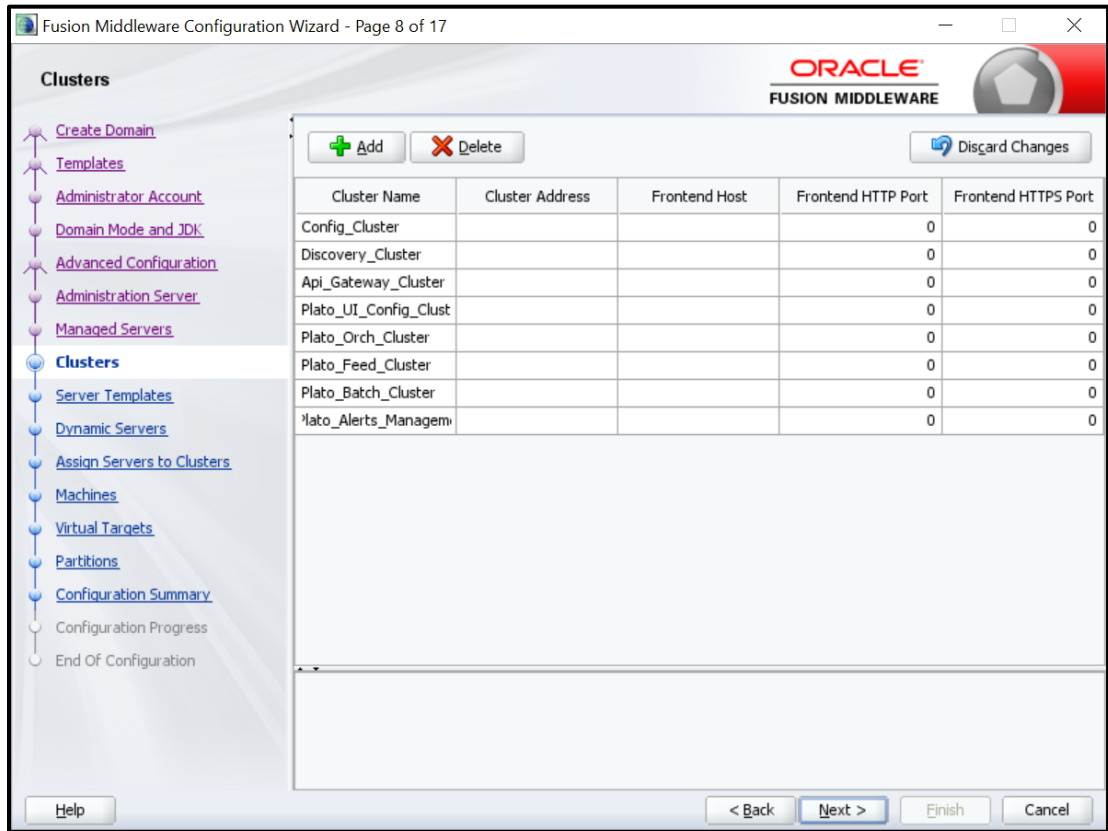 Fusion Middleware Configuration Wizard - Page 8 of 17
Clusters
ORACLE
FUSION MIDDLEWARE
Create Domain
Templates
Administrator Account
Domain Mode and JDK
Advanced Configuration
Administration Server
Managed Servers
Clusters
Server Templates
Dynamic Servers
Assign Servers to Clusters
Machines
Virtual Targets
Partitions
Configuration Summary
Configuration Progress
End Of Configuration
Add Delete Discard Changes
Cluster Name Cluster Address Frontend Host Frontend HTTP Port Frontend HTTPS Port
Config_Cluster 0 0
Discovery_Cluster 0 0
Api_Gateway_Cluster 0 0
Plato_UI_Config_Clust 0 0
Plato_Orch_Cluster 0 0
Plato_Feed_Cluster 0 0
Plato_Batch_Cluster 0 0
Plato_Alerts_Managem 0 0
Help < Back Next > Finish Cancel